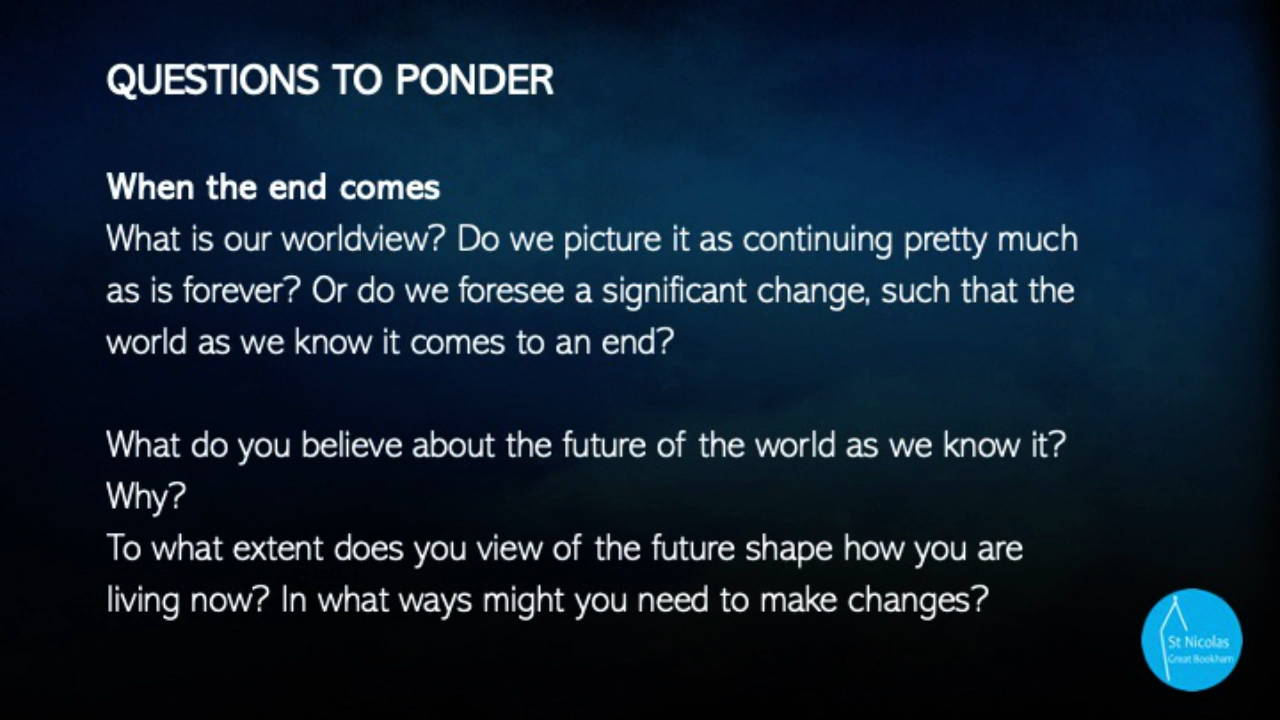 QUESTIONS TO PONDER
When the end comes
What is our worldview? Do we picture it as continuing pretty much
as is forever? Or do we foresee a significant change, such that the
world as we know it comes to an end?
What do you believe about the future of the world as we know it?
Why?
To what extent does you view of the future shape how you are
living now? In what ways might you need to make changes?
St Nicolas
Great Bookham